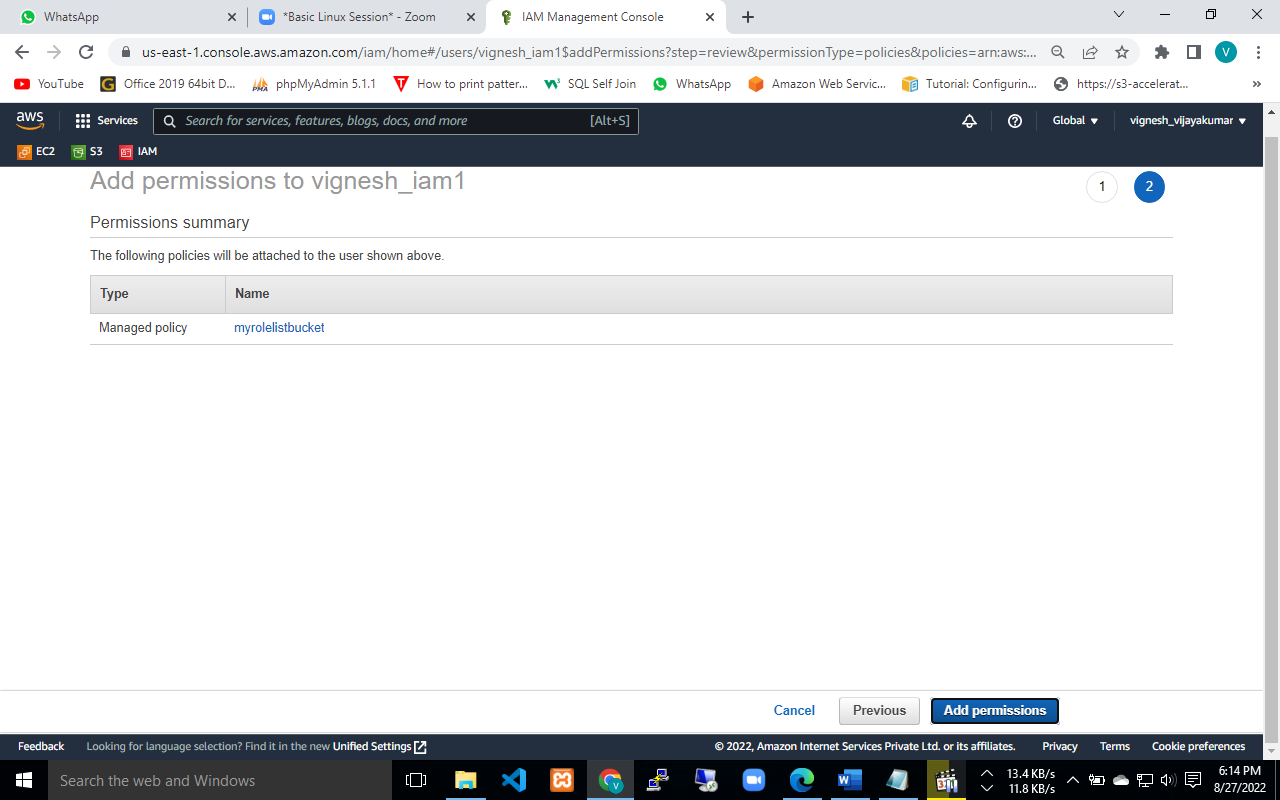 WhatsApp
*Basic Linux Session* - Zoom
IAM Management Console
us-east-1.console.aws.amazon.com/iam/home#/users/vignesh_iam1$addPermissions?step=review&permissionType=policies&policies=arn:aws:...
V
YouTube
Office 2019 64bit D...
phpMyAdmin 5.1.1
How to print patter...
SQL Self Join
WhatsApp
Amazon Web Servic...
Tutorial: Configurin...
https://s3-accelerat...
»
aws
Services
Search for services, features, blogs, docs, and more [Alt+S]
Global
vignesh_vijayakumar
EC2
S3
IAM
Add permissions to vignesh_iam1
1
2
Permissions summary
The following policies will be attached to the user shown above.
Type Name
Managed policy myrolelistbucket
Cancel
Previous
Add permissions
Feedback
Looking for language selection? Find it in the new Unified Settings
© 2022, Amazon Internet Services Private Ltd. or its affiliates.
Privacy
Terms
Cookie preferences
Search the web and Windows
13.4 KB/s
11.8 KB/s
6:14 PM
8/27/2022